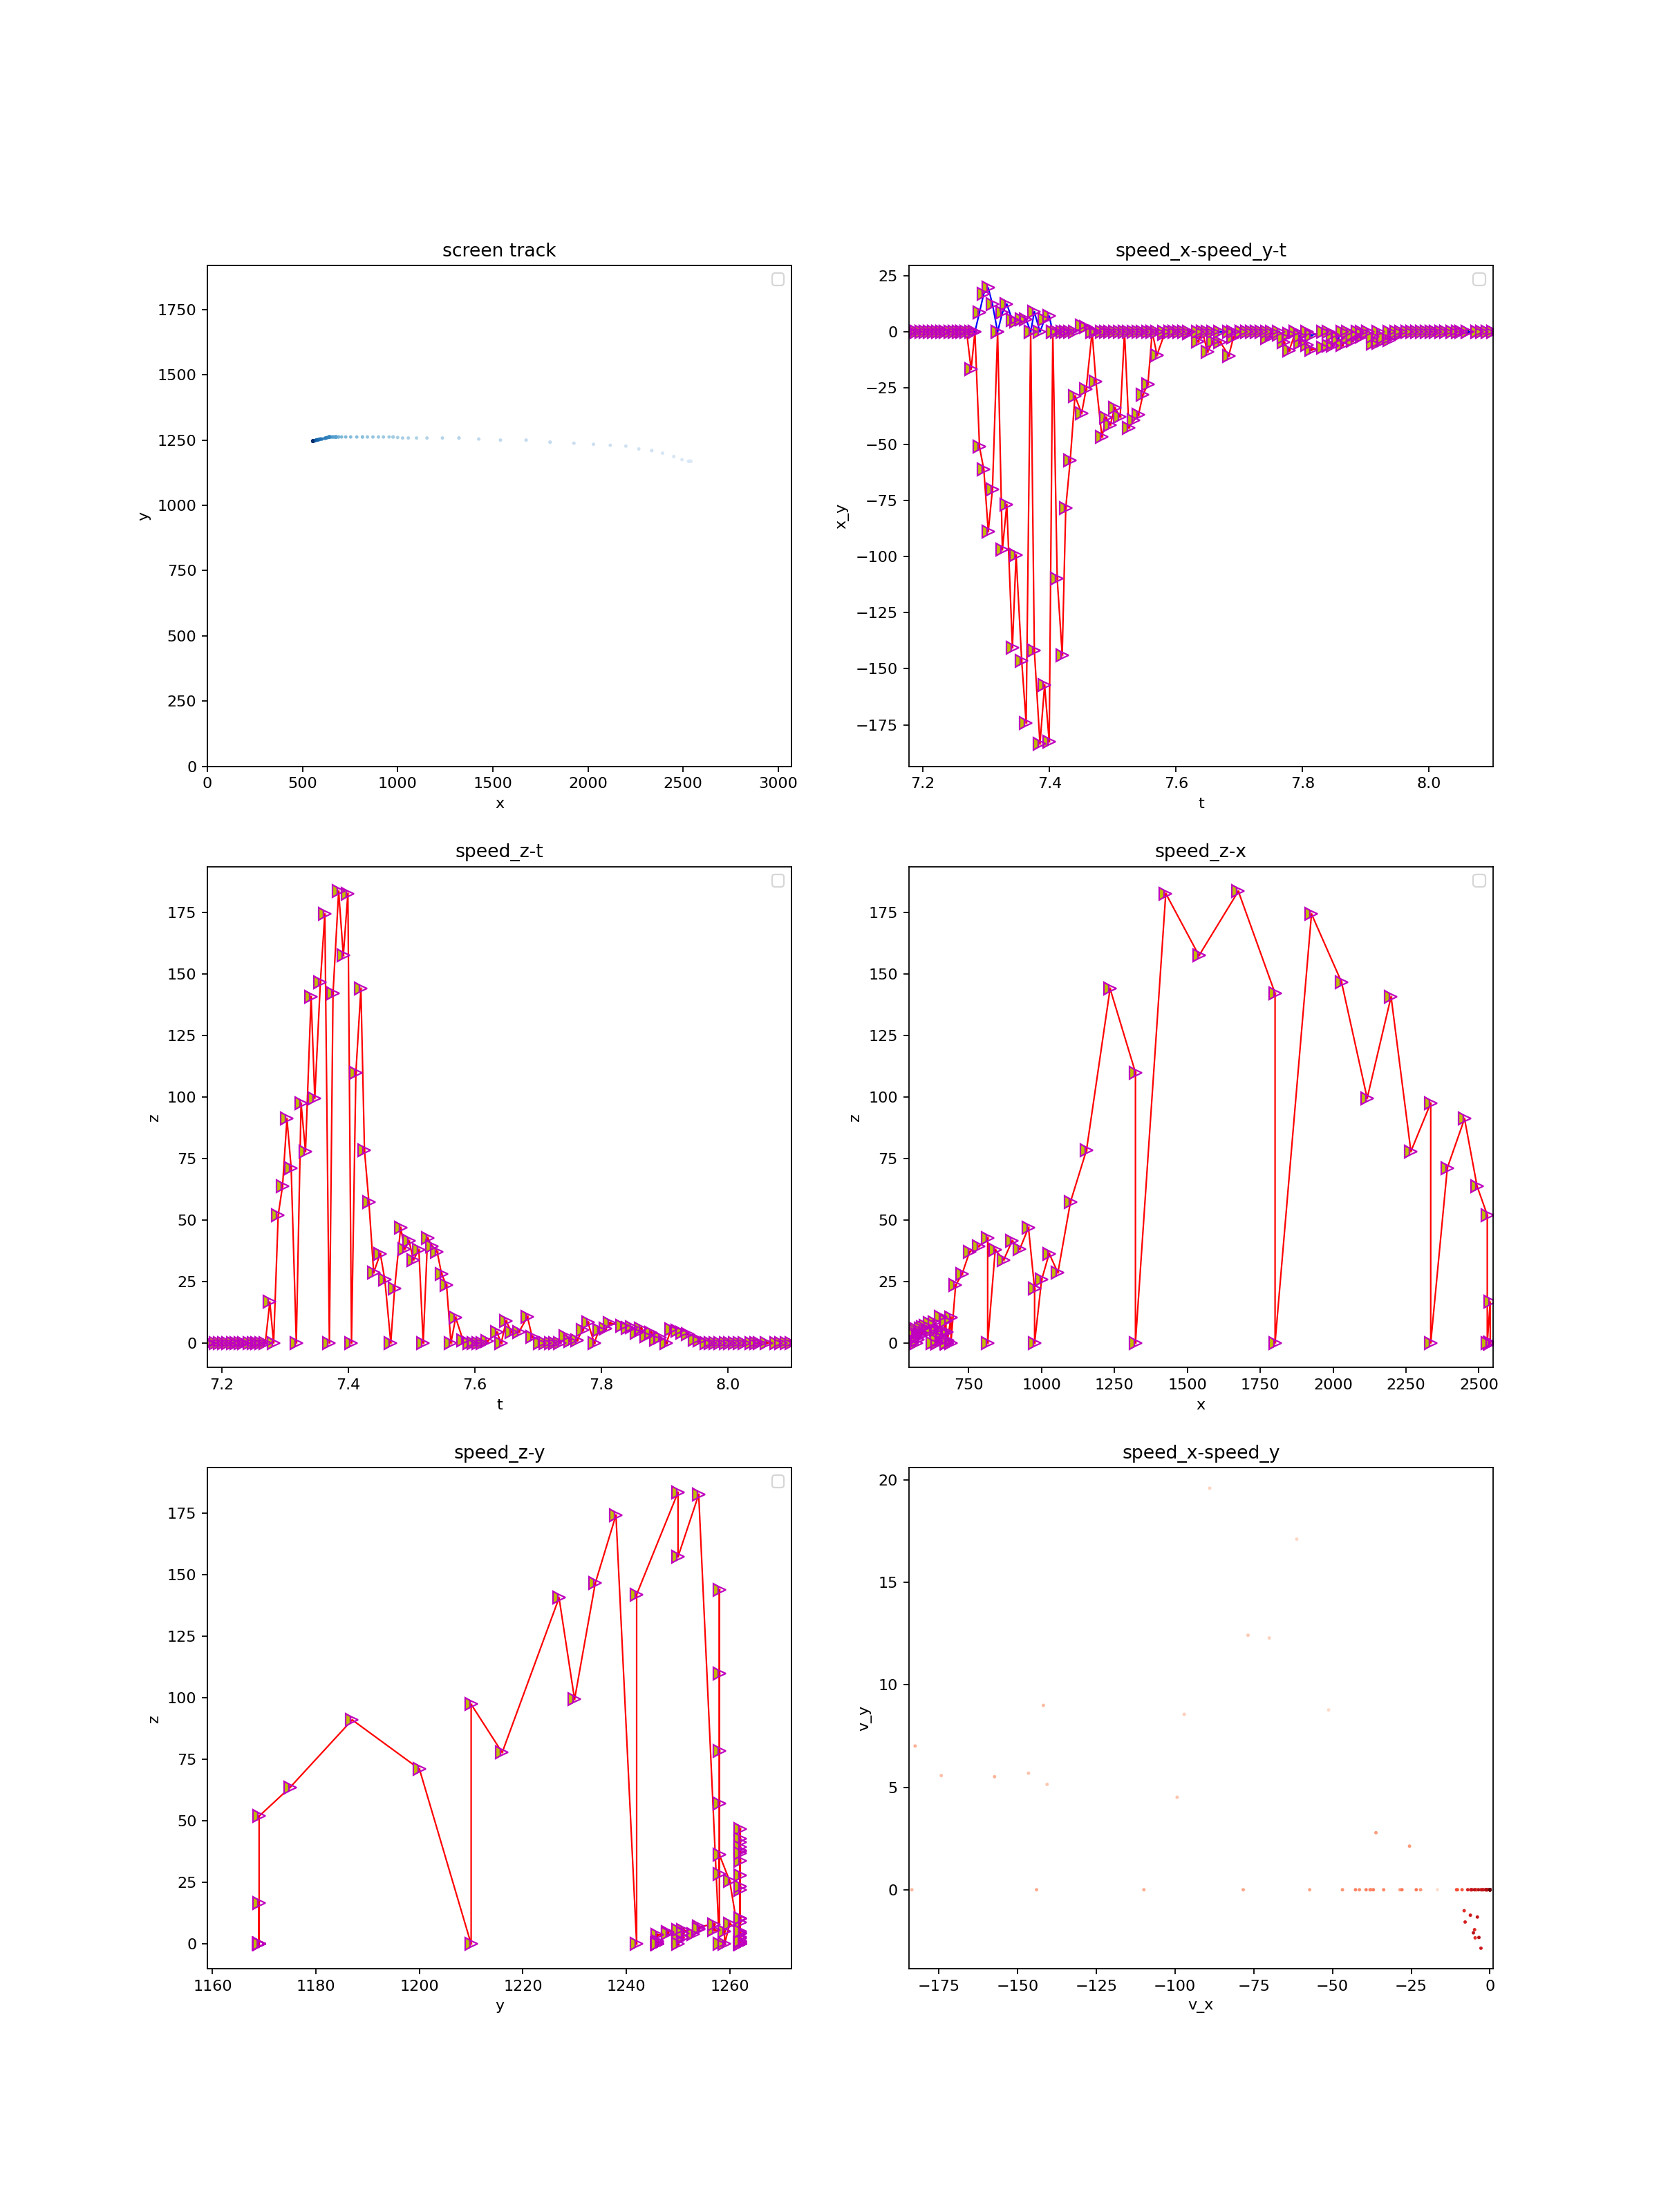 screen track
1750
1500
1250
1000
750
500
250
0
y
0 500 1000 1500 2000 2500 3000
x
speed_x-speed_y-t
25
0
−25
−50
−75
−100
−125
−150
−175
x_y
7.2 7.4 7.6 7.8 8.0
t
speed_z-t
175
150
125
100
75
50
25
0
z
7.2 7.4 7.6 7.8 8.0
t
speed_z-x
175
150
125
100
75
50
25
0
z
750 1000 1250 1500 1750 2000 2250 2500
x
speed_z-y
175
150
125
100
75
50
25
0
z
1160 1180 1200 1220 1240 1260
y
speed_x-speed_y
20
15
10
5
0
v_y
−175 −150 −125 −100 −75 −50 −25 0
v_x